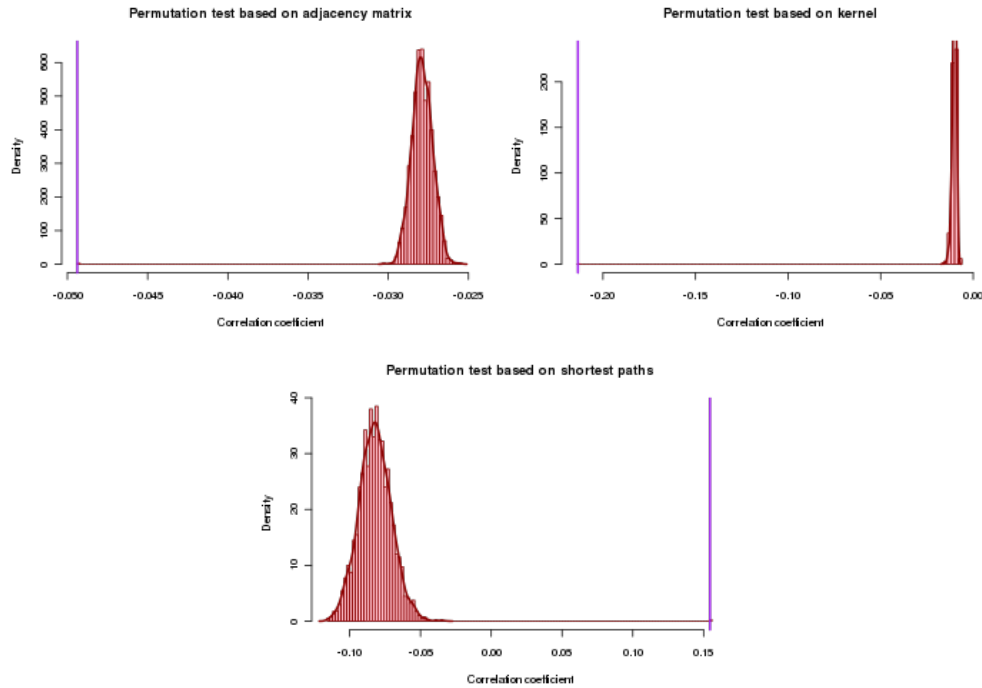 Permutation test based on adjacency matrix
Density
0 100 200 300 400 500 600
-0.050 -0.045 -0.040 -0.035 -0.030 -0.025
Correlation coefficient
Permutation test based on kernel
Density
0 50 100 150 200
-0.20 -0.15 -0.10 -0.05 0.00
Correlation coefficient
Permutation test based on shortest paths
Density
0 10 20 30 40
-0.10 -0.05 0.00 0.05 0.10 0.15
Correlation coefficient